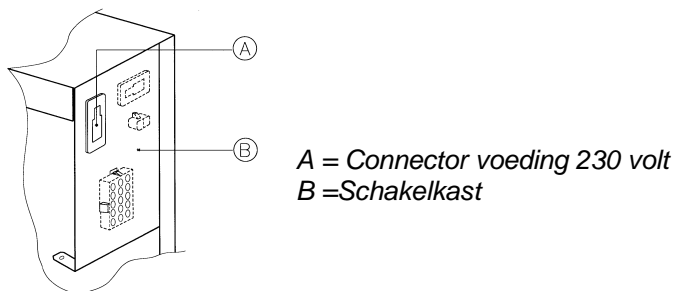 A
B
A = Connector voeding 230 volt
B =Schakelkast